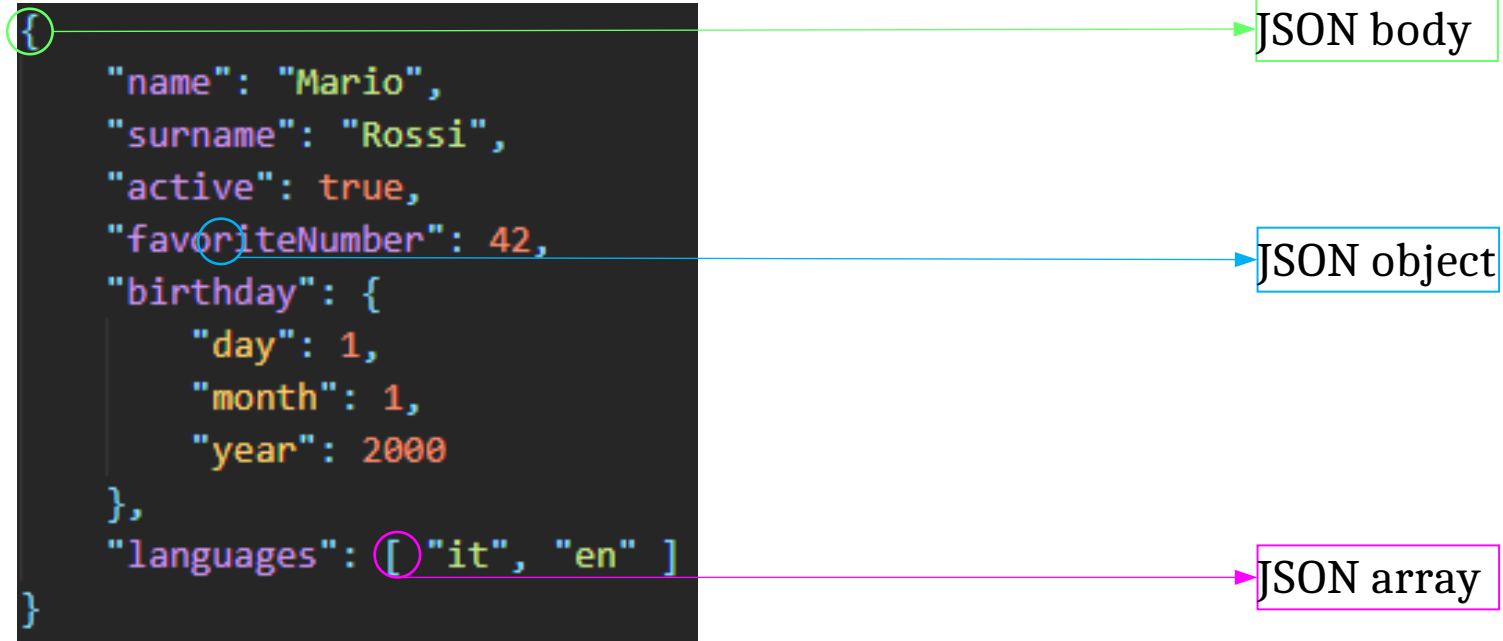 {
JSON body
"name": "Mario",
"surname": "Rossi",
"active": true,
"favoriteNumber": 42,
JSON object
"birthday": {
"day": 1,
"month": 1,
"year": 2000
},
"languages": [ "it", "en" ]
JSON array
}